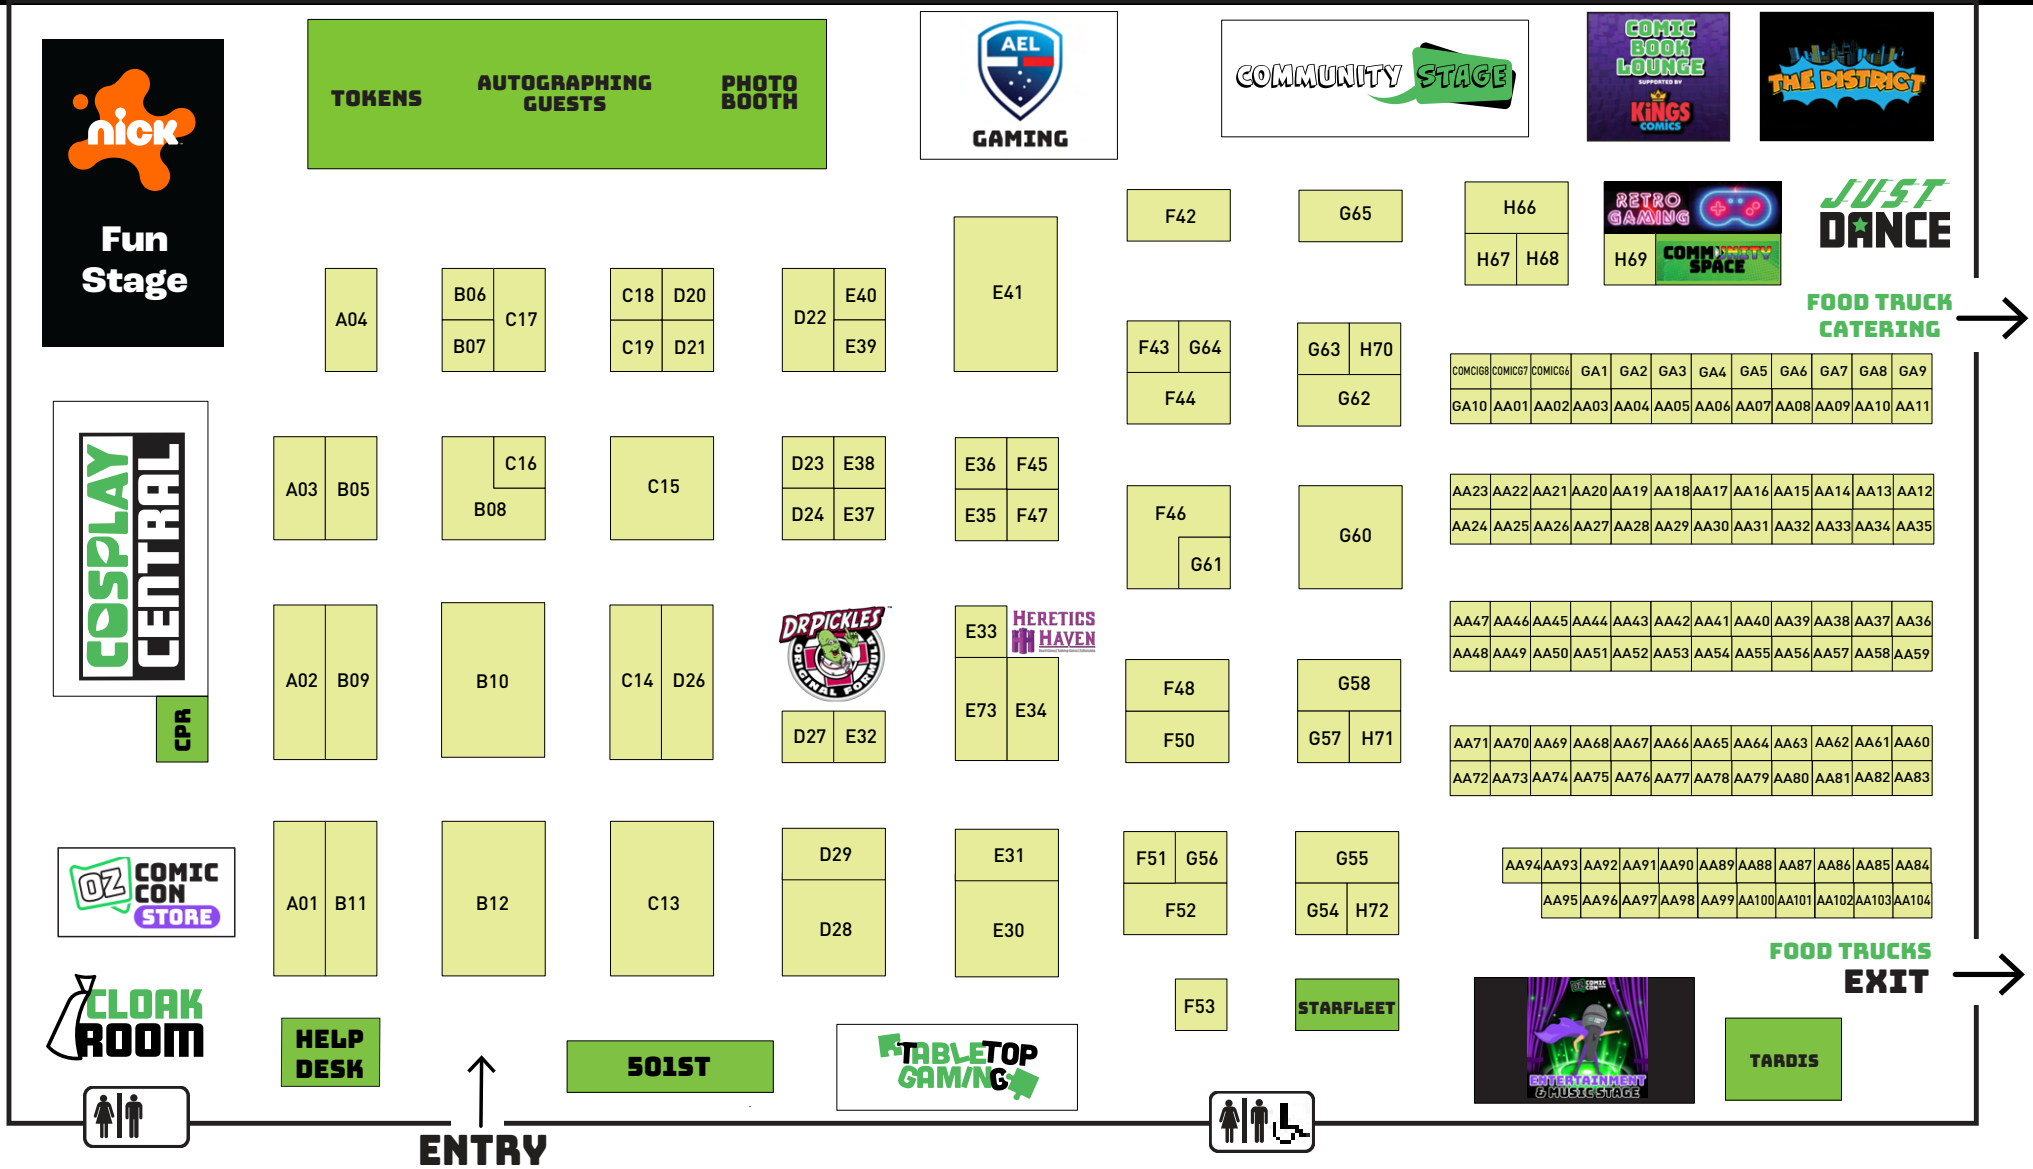 nick
Fun
Stage
TOKENS
AUTOGRAPHING
GUESTS
PHOTO
BOOTH
AEL
GAMING
COMMUNITY STAGE
COMIC
BOOK
LOUNGE
SUPPORTED BY
KINGS
COMICS
THE DISTRICT
F42
G65
H66
H67
H68
RETRO
GAMING
H69
COMMUNITY
SPACE
JUST
DANCE
FOOD TRUCK
CATERING
A04
B06
B07
C17
C18
D20
C19
D21
D22
E40
E39
E41
F43
G64
F44
G63
H70
G62
COMCIG8 COMICG7 COMICG6 GA1 GA2 GA3 GA4 GA5 GA6 GA7 GA8 GA9
GA10 AA01 AA02 AA03 AA04 AA05 AA06 AA07 AA08 AA09 AA10 AA11
COSPLAY
CENTRAL
CPR
A03
B05
C16
B08
C15
D23
E38
D24
E37
E36
F45
E35
F47
F46
G61
G60
AA23 AA22 AA21 AA20 AA19 AA18 AA17 AA16 AA15 AA14 AA13 AA12
AA24 AA25 AA26 AA27 AA28 AA29 AA30 AA31 AA32 AA33 AA34 AA35
A02
B09
B10
C14
D26
DR PICKLES
ORIGINAL FORMULA
D27
E32
E33
HERETICS
HAVEN
E73
E34
F48
F50
G58
G57
H71
AA47 AA46 AA45 AA44 AA43 AA42 AA41 AA40 AA39 AA38 AA37 AA36
AA48 AA49 AA50 AA51 AA52 AA53 AA54 AA55 AA56 AA57 AA58 AA59
AA71 AA70 AA69 AA68 AA67 AA66 AA65 AA64 AA63 AA62 AA61 AA60
AA72 AA73 AA74 AA75 AA76 AA77 AA78 AA79 AA80 AA81 AA82 AA83
OZ COMIC
CON
STORE
A01
B11
B12
C13
D29
D28
E31
E30
F51
G56
F52
G55
G54
H72
AA94 AA93 AA92 AA91 AA90 AA89 AA88 AA87 AA86 AA85 AA84
AA95 AA96 AA97 AA98 AA99 AA100 AA101 AA102 AA103 AA104
FOOD TRUCKS
EXIT
CLOAK
ROOM
HELP
DESK
501ST
TABLETOP
GAMING
F53
STARFLEET
OZ COMIC
CON
ENTERTAINMENT
& MUSIC STAGE
TARDIS
ENTRY